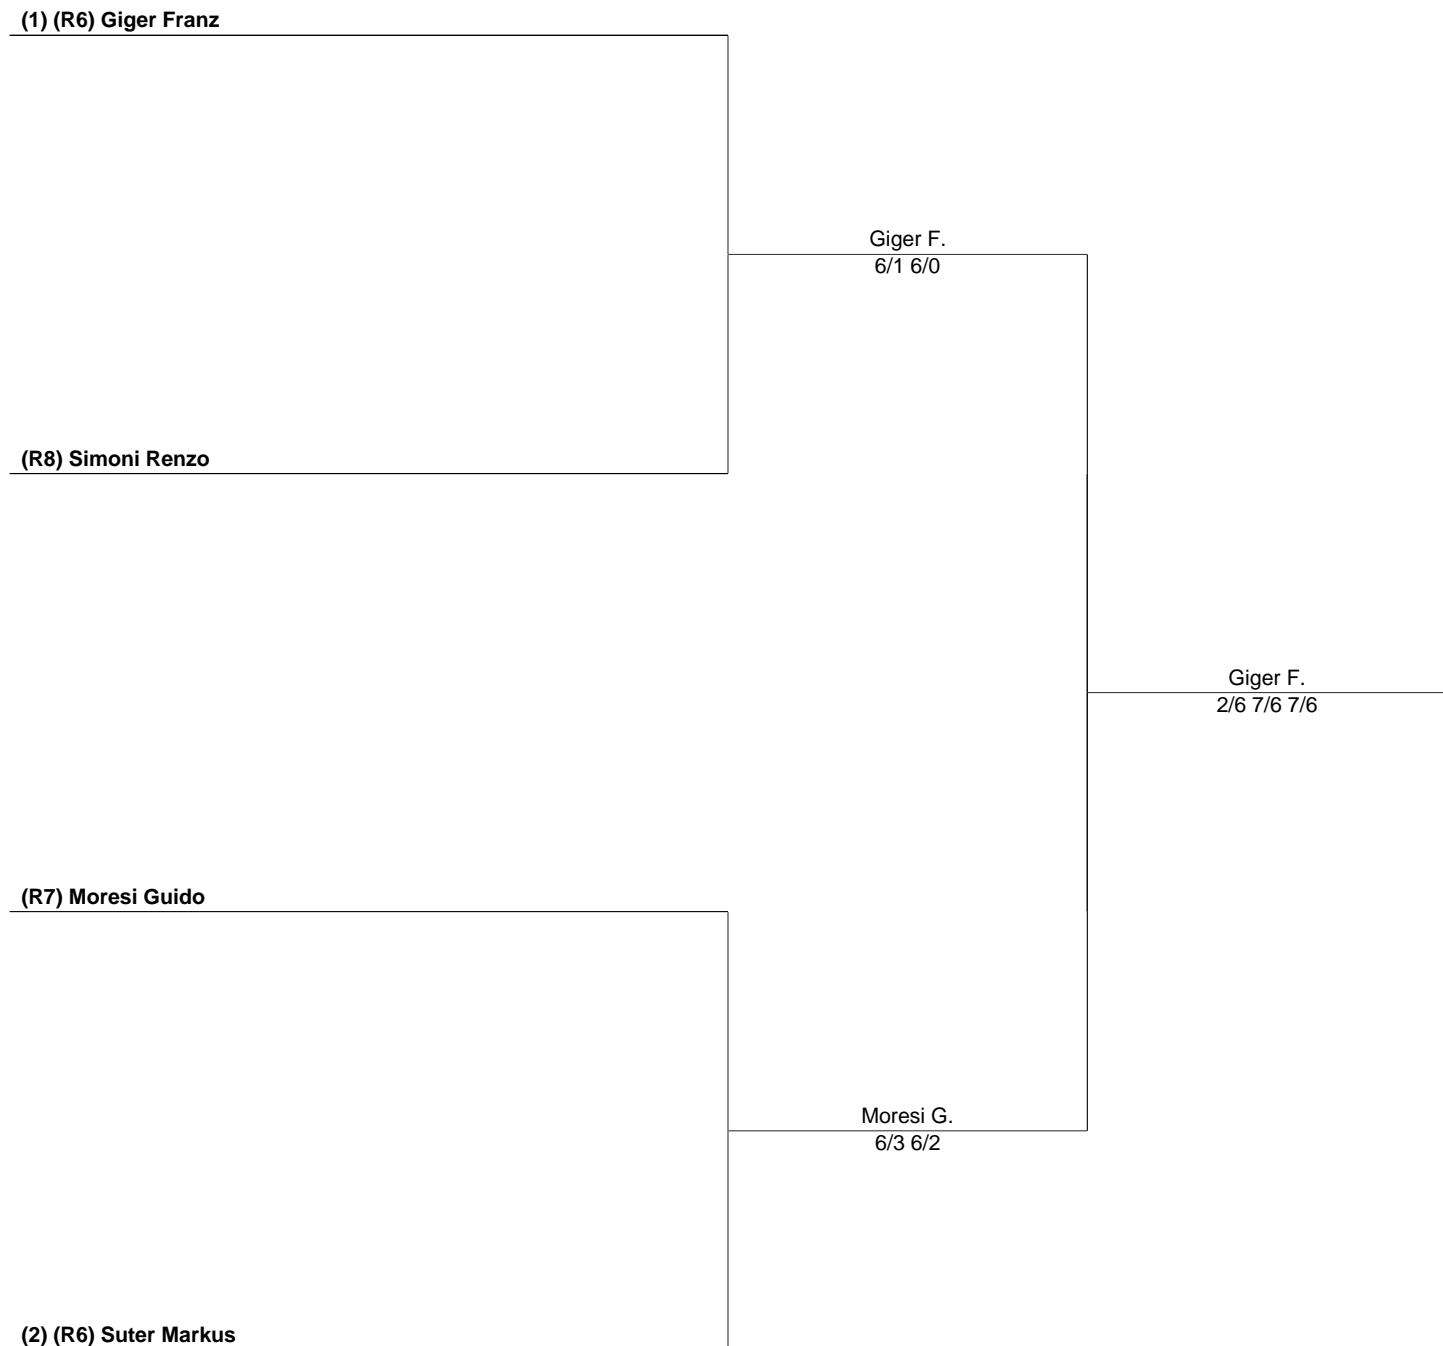 (1) (R6) Giger Franz
Giger F.
6/1 6/0
(R8) Simoni Renzo
Giger F.
2/6 7/6 7/6
(R7) Moresi Guido
Moresi G.
6/3 6/2
(2) (R6) Suter Markus